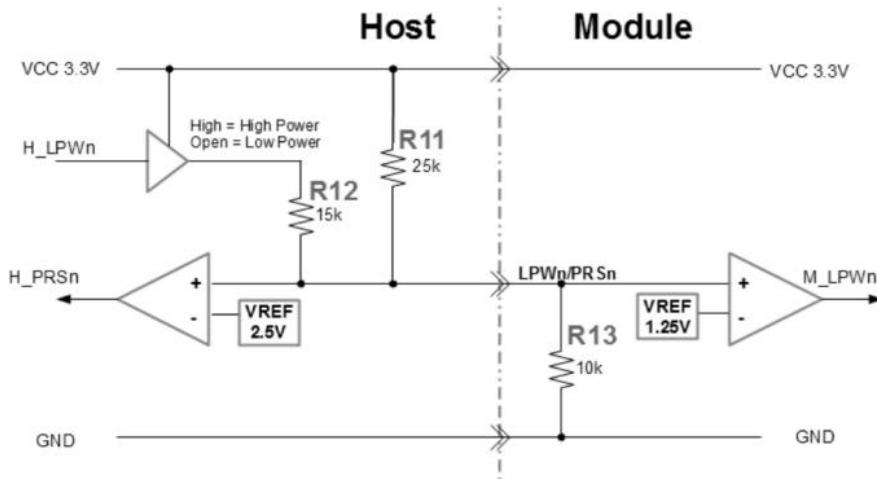 Host
Module
VCC 3.3V
VCC 3.3V
High = High Power
Open = Low Power
H_LPWn
R11
25k
R12
15k
H_PRSn
LPWn/PRSn
M_LPWn
+
-
VREF
2.5V
+
-
VREF
1.25V
R13
10k
GND
GND